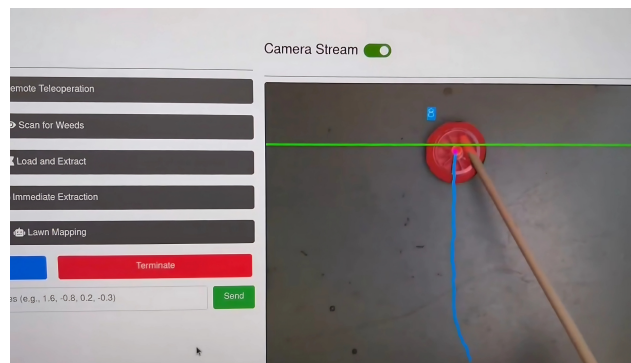 Camera Stream
emote Teleoperation
Scan for Weeds
Load and Extract
Immediate Extraction
Lawn Mapping
Terminate
es (e.g., 1.6, -0.8, 0.2, -0.3)
Send
8